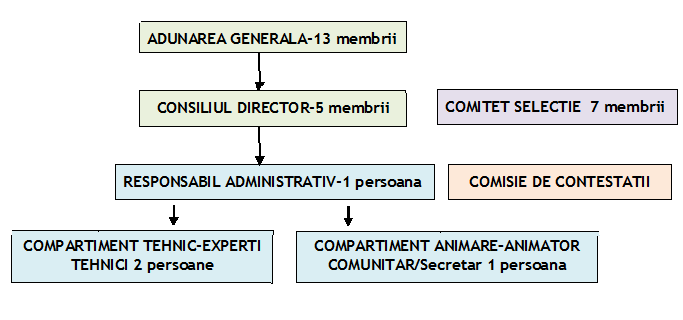 ADUNAREA GENERALA-13 membrii
CONSILIUL DIRECTOR-5 membrii
COMITET SELECTIE 7 membrii
RESPONSABIL ADMINISTRATIV-1 persoana
COMISIE DE CONTESTATII
COMPARTIMENT TEHNIC-EXPERTI
TEHNICI 2 persoane
COMPARTIMENT ANIMARE-ANIMATOR
COMUNITAR/Secretar 1 persoana